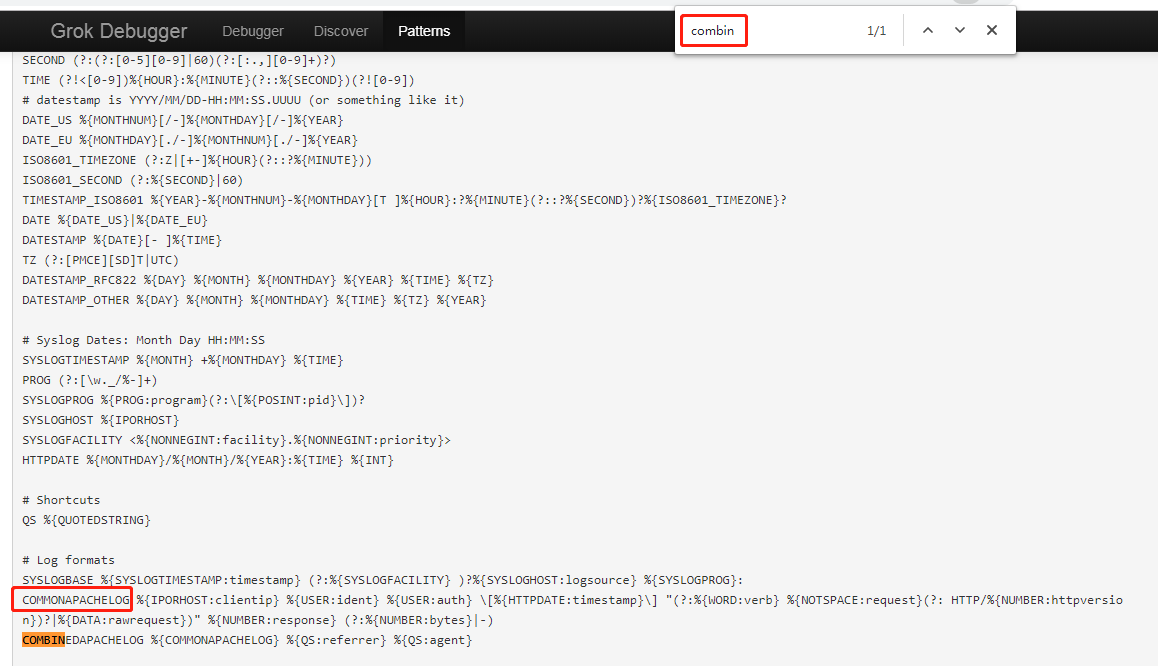 Grok Debugger Debugger Discover Patterns
combin 1/1
SECOND (?:(?:[0-5][0-9]|60)(?:[:.,][0-9]+)?)
TIME (?!<[0-9])%{HOUR}:%{MINUTE}(?::%{SECOND})(?![0-9])
# datestamp is YYYY/MM/DD-HH:MM:SS.UUUU (or something like it)
DATE_US %{MONTHNUM}[/-]%{MONTHDAY}[/-]%{YEAR}
DATE_EU %{MONTHDAY}[./-]%{MONTHNUM}[./-]%{YEAR}
ISO8601_TIMEZONE (?:Z|[+-]%{HOUR}(?::?%{MINUTE}))
ISO8601_SECOND (?:%{SECOND}|60)
TIMESTAMP_ISO8601 %{YEAR}-%{MONTHNUM}-%{MONTHDAY}[T ]%{HOUR}:?%{MINUTE}(?::?%{SECOND})?%{ISO8601_TIMEZONE}?
DATE %{DATE_US}|%{DATE_EU}
DATESTAMP %{DATE}[- ]%{TIME}
TZ (?:[PMCE][SD]T|UTC)
DATESTAMP_RFC822 %{DAY} %{MONTH} %{MONTHDAY} %{YEAR} %{TIME} %{TZ}
DATESTAMP_OTHER %{DAY} %{MONTH} %{MONTHDAY} %{TIME} %{TZ} %{YEAR}
# Syslog Dates: Month Day HH:MM:SS
SYSLOGTIMESTAMP %{MONTH} +%{MONTHDAY} %{TIME}
PROG (?:[\w._/%-]+)
SYSLOGPROG %{PROG:program}(?:\[%{POSINT:pid}\])?
SYSLOGHOST %{IPORHOST}
SYSLOGFACILITY <%{NONNEGINT:facility}.%{NONNEGINT:priority}>
HTTPDATE %{MONTHDAY}/%{MONTH}/%{YEAR}:%{TIME} %{INT}
# Shortcuts
QS %{QUOTEDSTRING}
# Log formats
SYSLOGBASE %{SYSLOGTIMESTAMP:timestamp} (?:%{SYSLOGFACILITY} )?%{SYSLOGHOST:logsource} %{SYSLOGPROG}:
COMMONAPACHELOG %{IPORHOST:clientip} %{USER:ident} %{USER:auth} \[%{HTTPDATE:timestamp}\] "(?:%{WORD:verb} %{NOTSPACE:request}(?: HTTP/%{NUMBER:httpversio
n})?|%{DATA:rawrequest})" %{NUMBER:response} (?:%{NUMBER:bytes}|-)
COMBINEDAPACHELOG %{COMMONAPACHELOG} %{QS:referrer} %{QS:agent}